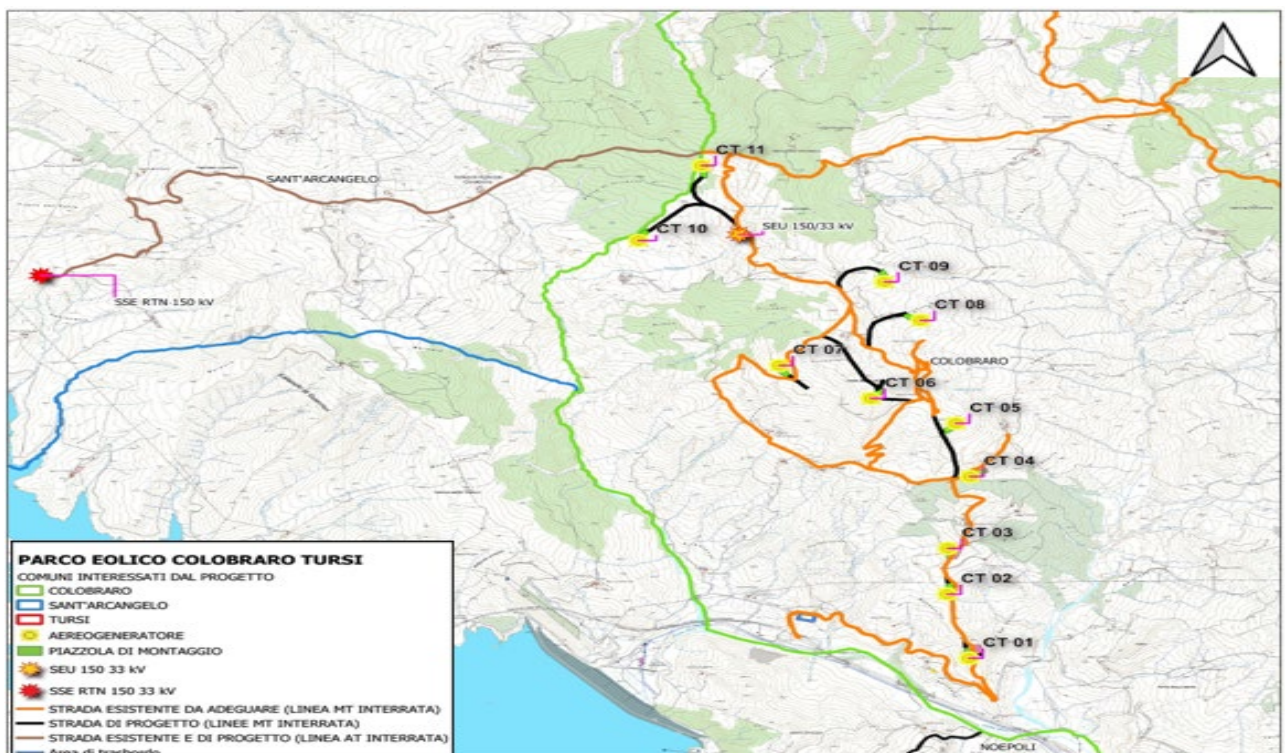 CT 11
SANT'ARCANGELO
CT 10
SEU 150/33 kV
CT 09
SSE RTN 150 kV
CT 08
CT 07
COLOBRARO
CT 06
CT 05
CT 04
CT 03
CT 02
CT 01
NOEPOLI
PARCO EOLICO COLOBRARO TURSI
COMUNI INTERESSATI DAL PROGETTO
COLOBRARO
SANT'ARCANGELO
TURSI
AEREOGENERATORE
PIAZZOLA DI MONTAGGIO
SEU 150 33 kV
SSE RTN 150 33 kV
STRADA ESISTENTE DA ADEGUARE (LINEA MT INTERRATA)
STRADA DI PROGETTO (LINEE MT INTERRATA)
STRADA ESISTENTE E DI PROGETTO (LINEA AT INTERRATA)
Area di trasbordo